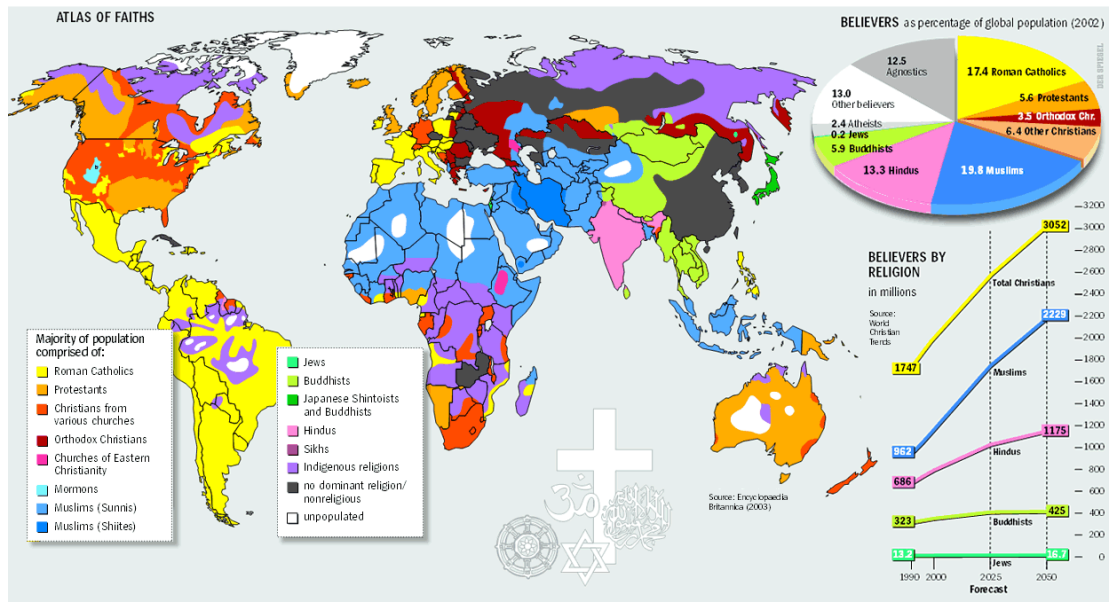 ATLAS OF FAITHS
BELIEVERS as percentage of global population (2002)
DER SPIEGEL
12.5
Agnostics
17.4 Roman Catholics
5.6 Protestants
3.5 Orthodox Chr.
6.4 Other Christians
19.8 Muslims
13.3 Hindus
5.9 Buddhists
0.2 Jews
2.4 Atheists
13.0
Other believers
Majority of population
comprised of:
Roman Catholics
Protestants
Christians from
various churches
Orthodox Christians
Churches of Eastern
Christianity
Mormons
Muslims (Sunnis)
Muslims (Shiites)
Jews
Buddhists
Japanese Shintoists
and Buddhists
Hindus
Sikhs
Indigenous religions
no dominant religion/
nonreligious
unpopulated
Source: Encyclopaedia
Britannica (2003)
BELIEVERS BY
RELIGION
in millions
Source:
World
Christian
Trends
1747
Total Christians
3052
962
Muslims
2229
686
Hindus
1175
323
Buddhists
425
13.2
Jews
16.7
3200
3000
2600
2400
2200
2000
1800
1600
1400
1200
1000
800
600
400
200
0
1990 2000 2025 2050
Forecast